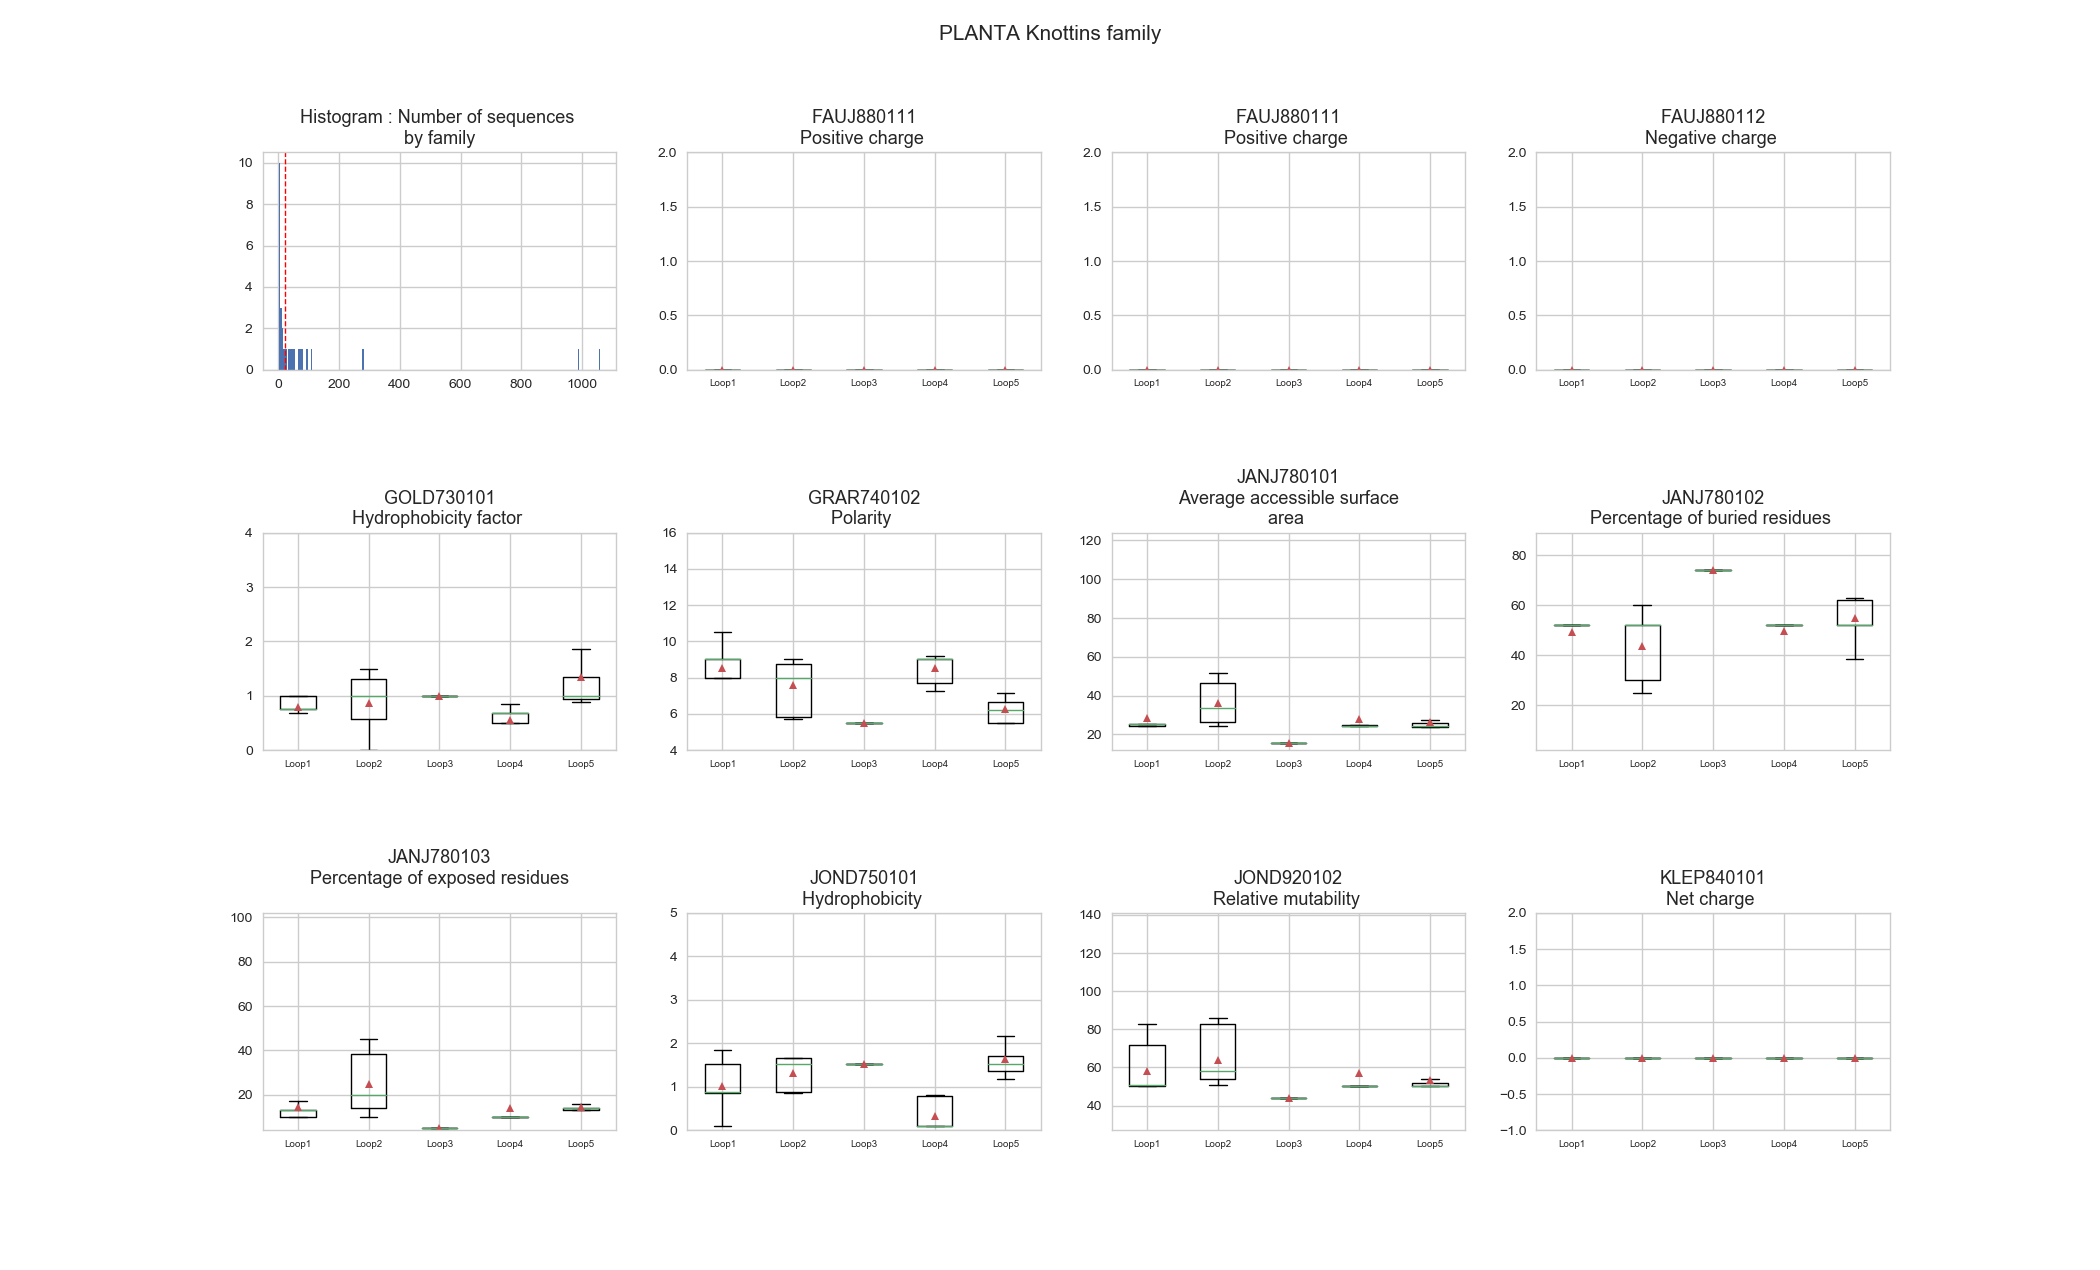 PLANTA Knottins family
Histogram : Number of sequences
by family
10
8
6
4
2
0
0 200 400 600 800 1000
FAUJ880111
Positive charge
2.0
1.5
1.0
0.5
0.0
Loop1 Loop2 Loop3 Loop4 Loop5
FAUJ880111
Positive charge
2.0
1.5
1.0
0.5
0.0
Loop1 Loop2 Loop3 Loop4 Loop5
FAUJ880112
Negative charge
2.0
1.5
1.0
0.5
0.0
Loop1 Loop2 Loop3 Loop4 Loop5
GOLD730101
Hydrophobicity factor
4
3
2
1
0
Loop1 Loop2 Loop3 Loop4 Loop5
GRAR740102
Polarity
16
14
12
10
8
6
4
Loop1 Loop2 Loop3 Loop4 Loop5
JANJ780101
Average accessible surface
area
120
100
80
60
40
20
Loop1 Loop2 Loop3 Loop4 Loop5
JANJ780102
Percentage of buried residues
80
60
40
20
Loop1 Loop2 Loop3 Loop4 Loop5
JANJ780103
Percentage of exposed residues
100
80
60
40
20
Loop1 Loop2 Loop3 Loop4 Loop5
JOND750101
Hydrophobicity
5
4
3
2
1
0
Loop1 Loop2 Loop3 Loop4 Loop5
JOND920102
Relative mutability
140
120
100
80
60
40
Loop1 Loop2 Loop3 Loop4 Loop5
KLEP840101
Net charge
2.0
1.5
1.0
0.5
0.0
−0.5
−1.0
Loop1 Loop2 Loop3 Loop4 Loop5